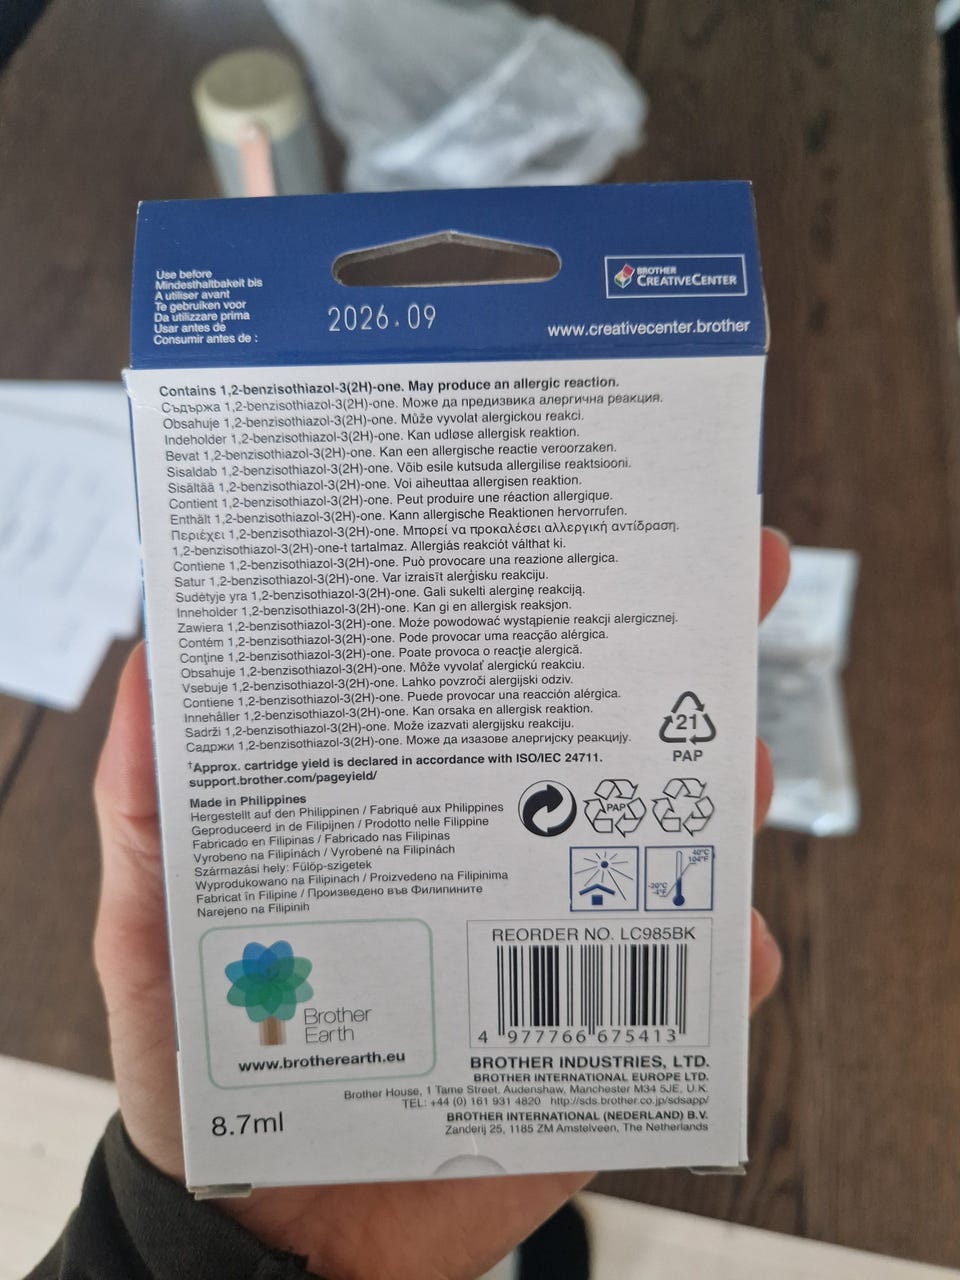 Use before
Mindesthaltbakeit bis
A utiliser avant
Te gebruiken voor
Da utilizzare prima
Usar antes de
Consumir antes de :
2026.09
BROTHER
CREATIVECENTER
www.creativecenter.brother
Contains 1,2-benzisothiazol-3(2H)-one. May produce an allergic reaction.
Съдържа 1,2-benzisothiazol-3(2H)-one. Може да предизвика алергична реакция.
Obsahuje 1,2-benzisothiazol-3(2H)-one. Může vyvolat alergickou reakci.
Indeholder 1,2-benzisothiazol-3(2H)-one. Kan udløse allergisk reaktion.
Bevat 1,2-benzisothiazol-3(2H)-one. Kan een allergische reactie veroorzaken.
Sisaldab 1,2-benzisothiazol-3(2H)-one. Võib esile kutsuda allergilise reaktsiooni.
Sisältää 1,2-benzisothiazol-3(2H)-one. Voi aiheuttaa allergisen reaktion.
Contient 1,2-benzisothiazol-3(2H)-one. Peut produire une réaction allergique.
Enthält 1,2-benzisothiazol-3(2H)-one. Kann allergische Reaktionen hervorrufen.
Περιέχει 1,2-benzisothiazol-3(2H)-one. Μπορεί να προκαλέσει αλλεργική αντίδραση.
1,2-benzisothiazol-3(2H)-one-t tartalmaz. Allergiás reakciót válthat ki.
Contiene 1,2-benzisothiazol-3(2H)-one. Può provocare una reazione allergica.
Satur 1,2-benzisothiazol-3(2H)-one. Var izraisīt alerģisku reakciju.
Sudėtyje yra 1,2-benzisothiazol-3(2H)-one. Gali sukelti alerginę reakciją.
Inneholder 1,2-benzisothiazol-3(2H)-one. Kan gi en allergisk reaksjon.
Zawiera 1,2-benzisothiazol-3(2H)-one. Może powodować wystąpienie reakcji alergicznej.
Contém 1,2-benzisothiazol-3(2H)-one. Pode provocar uma reacção alérgica.
Conţine 1,2-benzisothiazol-3(2H)-one. Poate provoca o reacţie alergică.
Obsahuje 1,2-benzisothiazol-3(2H)-one. Môže vyvolať alergickú reakciu.
Vsebuje 1,2-benzisothiazol-3(2H)-one. Lahko povzroči alergijski odziv.
Contiene 1,2-benzisothiazol-3(2H)-one. Puede provocar una reacción alérgica.
Innehåller 1,2-benzisothiazol-3(2H)-one. Kan orsaka en allergisk reaktion.
Sadrži 1,2-benzisothiazol-3(2H)-one. Može izazvati alergijsku reakciju.
Садржи 1,2-benzisothiazol-3(2H)-one. Може да изазове алергијску реакцију.
†Approx. cartridge yield is declared in accordance with ISO/IEC 24711.
support.brother.com/pageyield/
21
PAP
Made in Philippines
Hergestellt auf den Philippinen / Fabriqué aux Philippines
Geproduceerd in de Filipijnen / Prodotto nelle Filippine
Fabricado en Filipinas / Fabricado nas Filipinas
Vyrobeno na Filipínách / Vyrobené na Filipínách
Származási hely: Fülöp-szigetek
Wyprodukowano na Filipinach / Proizvedeno na Filipinima
Fabricat în Filipine / Произведено във Филипините
Narejeno na Filipinih
PAP
40°C
104°F
-20°C
-4°F
Brother
Earth
www.brotherearth.eu
8.7ml
REORDER NO. LC985BK
4 977766 675413
BROTHER INDUSTRIES, LTD.
BROTHER INTERNATIONAL EUROPE LTD.
Brother House, 1 Tame Street, Audenshaw, Manchester M34 5JE, U.K.
TEL: +44 (0) 161 931 4820 http://sds.brother.co.jp/sdsapp/
BROTHER INTERNATIONAL (NEDERLAND) B.V.
Zanderij 25, 1185 ZM Amstelveen, The Netherlands